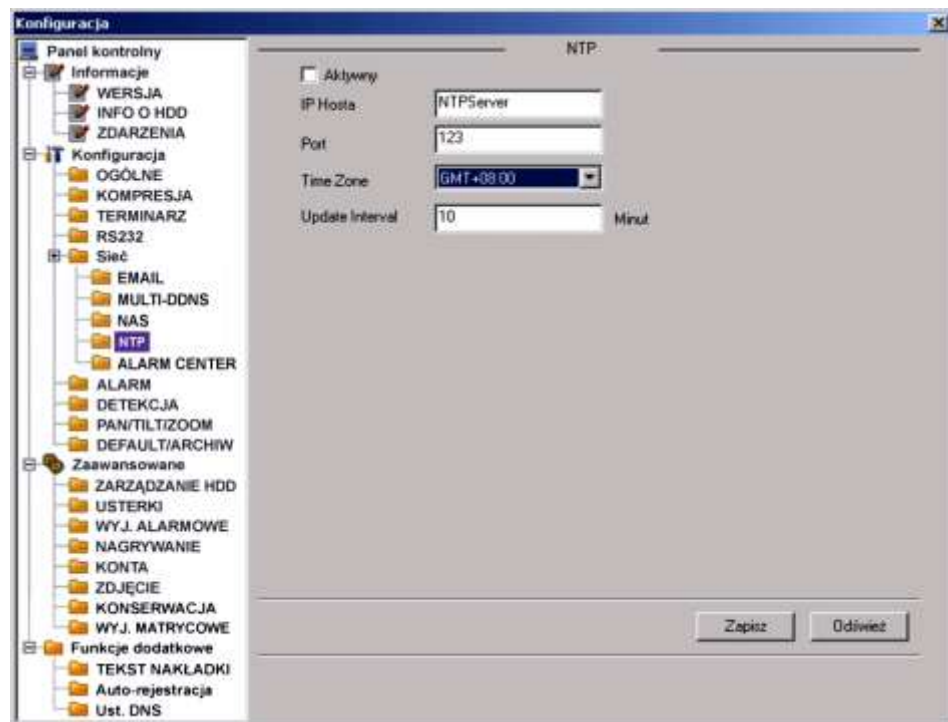 Konfiguracja
Panel kontrolny
Informacje
WERSJA
INFO O HDD
ZDARZENIA
Konfiguracja
OGÓLNE
KOMPRESJA
TERMINARZ
RS232
Sieć
EMAIL
MULTI-DDNS
NAS
NTP
ALARM CENTER
ALARM
DETEKCJA
PAN/TILT/ZOOM
DEFAULT/ARCHIW
Zaawansowane
ZARZĄDZANIE HDD
USTERKI
WYJ. ALARMOWE
NAGRYWANIE
KONTA
ZDJĘCIE
KONSERWACJA
WYJ. MATRYCOWE
Funkcje dodatkowe
TEKST NAKŁADKI
Auto-rejestracja
Ust. DNS
NTP
Aktywny
IP Hosta NTPServer
Port 123
Time Zone GMT+08:00
Update Interval 10 Minut
Zapisz Odśwież